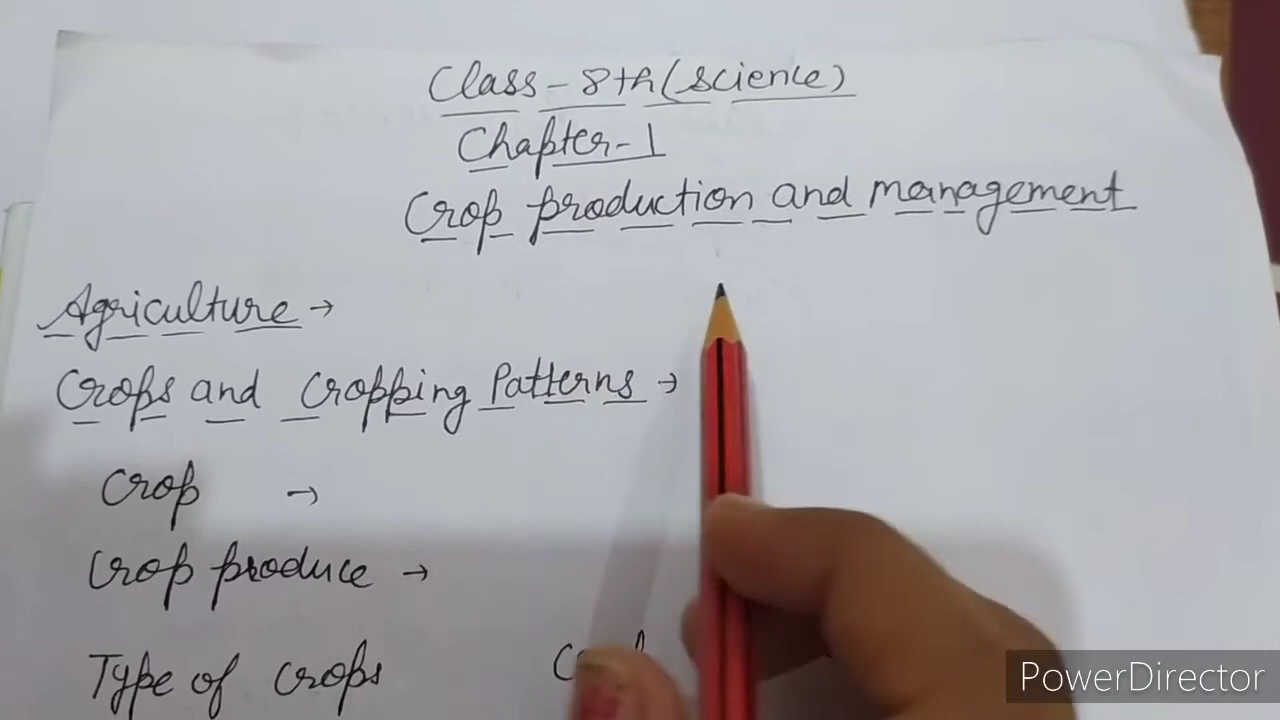 Class-8th (science)
Chapter-1
Crop production and management
Agriculture →
Crops and Cropping Patterns →
Crop →
Crop produce →
Type of crops
PowerDirector